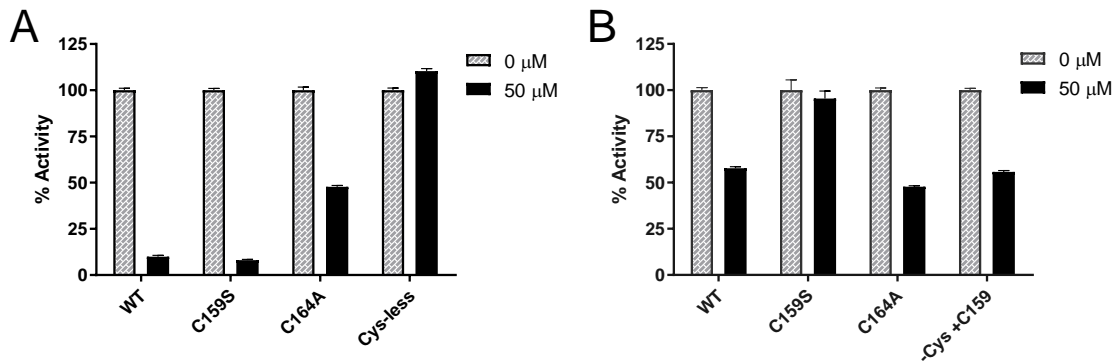 A
% Activity
125
100
75
50
25
0
WT
C159S
C164A
Cys-less
0 μM
50 μM
B
% Activity
125
100
75
50
25
0
WT
C159S
C164A
-Cys +C159
0 μM
50 μM